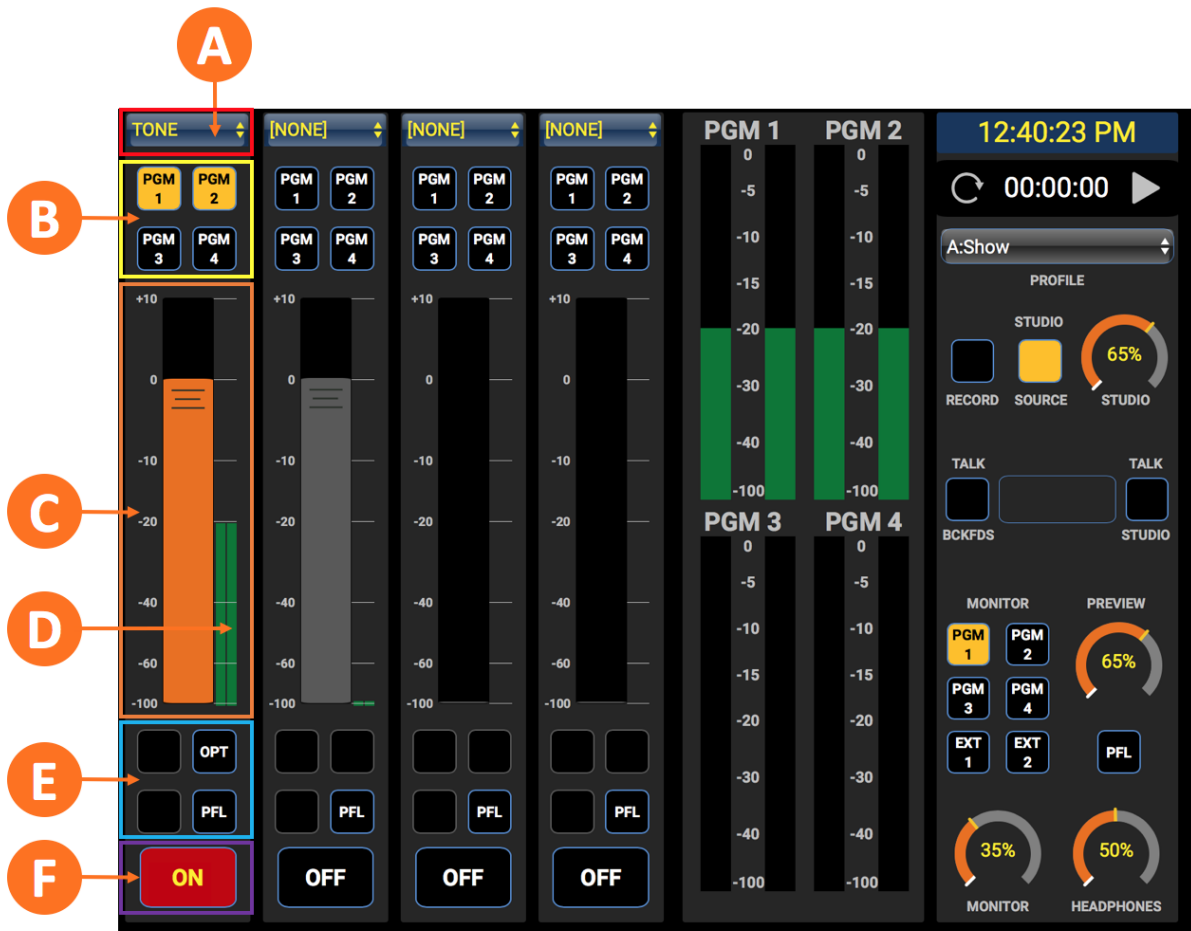 A
TONE
[NONE]
[NONE]
[NONE]
PGM 1
PGM 2
12:40:23 PM
B
PGM 1
PGM 2
PGM 3
PGM 4
PGM 1
PGM 2
PGM 3
PGM 4
PGM 1
PGM 2
PGM 3
PGM 4
PGM 1
PGM 2
PGM 3
PGM 4
C
D
+10
0
-10
-20
-40
-60
-100
+10
0
-10
-20
-40
-60
-100
+10
0
-10
-20
-40
-60
-100
+10
0
-10
-20
-40
-60
-100
E
OPT
PFL
PFL
PFL
PFL
F
ON
OFF
OFF
OFF
0
-5
-10
-15
-20
-30
-40
-100
0
-5
-10
-15
-20
-30
-40
-100
PGM 3
PGM 4
0
-5
-10
-15
-20
-30
-40
-100
0
-5
-10
-15
-20
-30
-40
-100
00:00:00
A:Show
PROFILE
STUDIO
65%
RECORD
SOURCE
STUDIO
TALK
TALK
BCKFDS
STUDIO
MONITOR
PREVIEW
PGM 1
PGM 2
65%
PGM 3
PGM 4
EXT 1
EXT 2
PFL
35%
50%
MONITOR
HEADPHONES